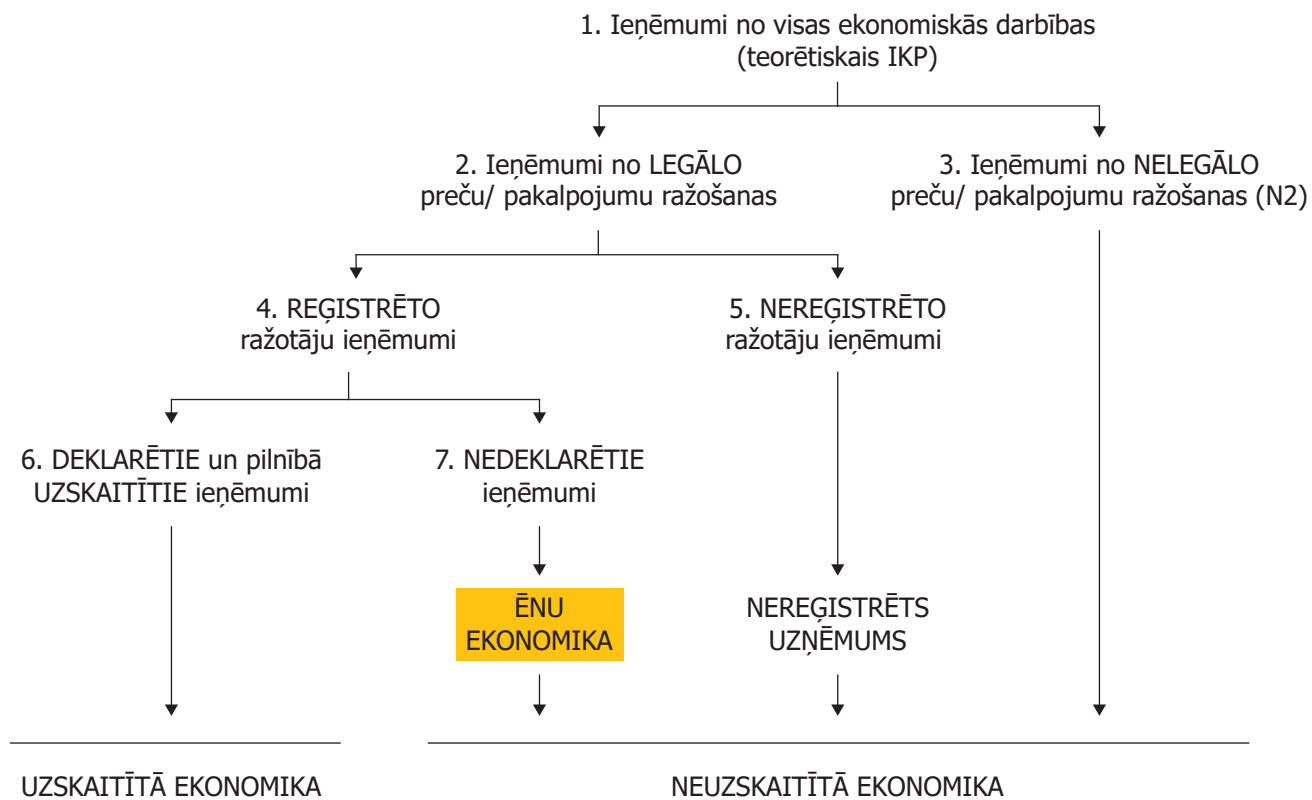 1. Ieņēmumi no visas ekonomiskās darbības
(teorētiskais IKP)
2. Ieņēmumi no LEGĀLO
preču/ pakalpojumu ražošanas
3. Ieņēmumi no NELEGĀLO
preču/ pakalpojumu ražošanas (N2)
4. REĢISTRĒTO
ražotāju ieņēmumi
5. NEREĢISTRĒTO
ražotāju ieņēmumi
6. DEKLARĒTIE un pilnībā
UZSKAITĪTIE ieņēmumi
7. NEDEKLARĒTIE
ieņēmumi
ĒNU
EKONOMIKA
NEREĢISTRĒTS
UZŅĒMUMS
UZSKAITĪTĀ EKONOMIKA
NEUZSKAITĪTĀ EKONOMIKA